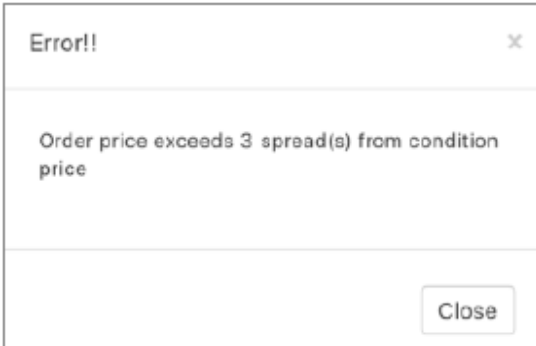 Error!!
×
Order price exceeds 3 spread(s) from condition
price
Close